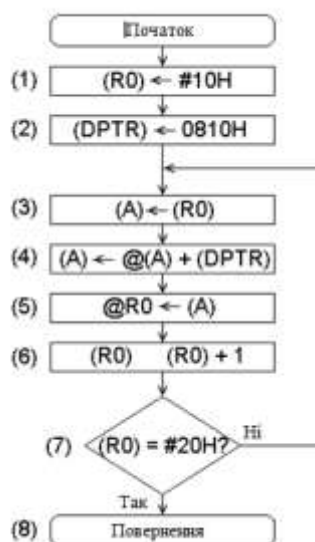 Початок
(1) (R0) ← #10H
(2) (DPTR) ← 0810H
(3) (A) ← (R0)
(4) (A) ← @(A) + (DPTR)
(5) @R0 ← (A)
(6) (R0) (R0) + 1
(7) (R0) = #20H? Ні
Так
(8) Повернення